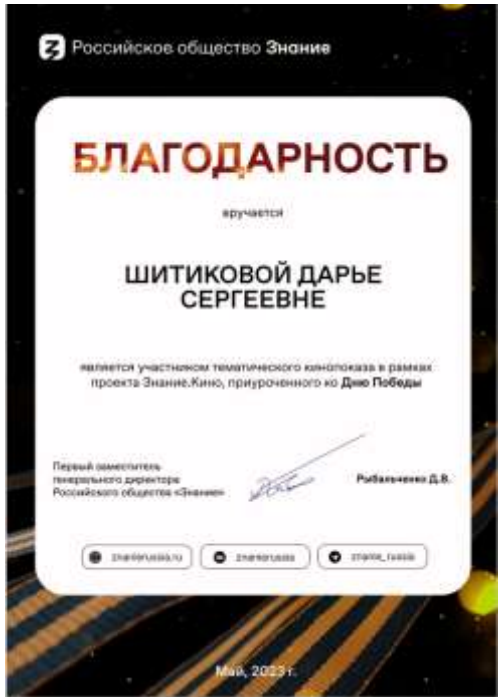 Российское общество Знание
БЛАГОДАРНОСТЬ
вручается
ШИТИКОВОЙ ДАРЬЕ
СЕРГЕЕВНЕ
является участником тематического кинопоказа в рамках
проекта Знание.Кино, приуроченного ко Дню Победы
Первый заместитель
генерального директора
Российского общества «Знание»
Рыбальченко Д.В.
znanierussia.ru
znanierussia
znanie_russia
Май, 2023 г.